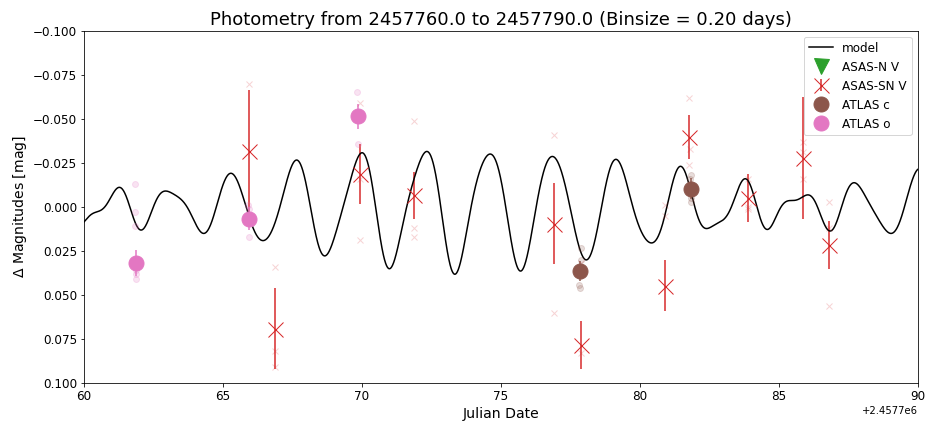 Photometry from 2457760.0 to 2457790.0 (Binsize = 0.20 days)
−0.100
−0.075
−0.050
−0.025
0.000
0.025
0.050
0.075
0.100
Δ Magnitudes [mag]
model
ASAS-N V
ASAS-SN V
ATLAS c
ATLAS o
60
65
70
75
80
85
90
+2.4577e6
Julian Date